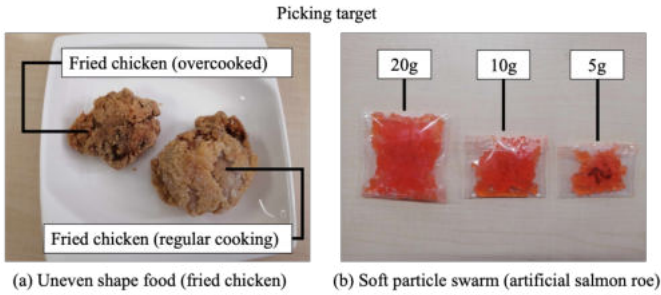 Picking target
Fried chicken (overcooked)
Fried chicken (regular cooking)
(a) Uneven shape food (fried chicken)
20g
10g
5g
(b) Soft particle swarm (artificial salmon roe)